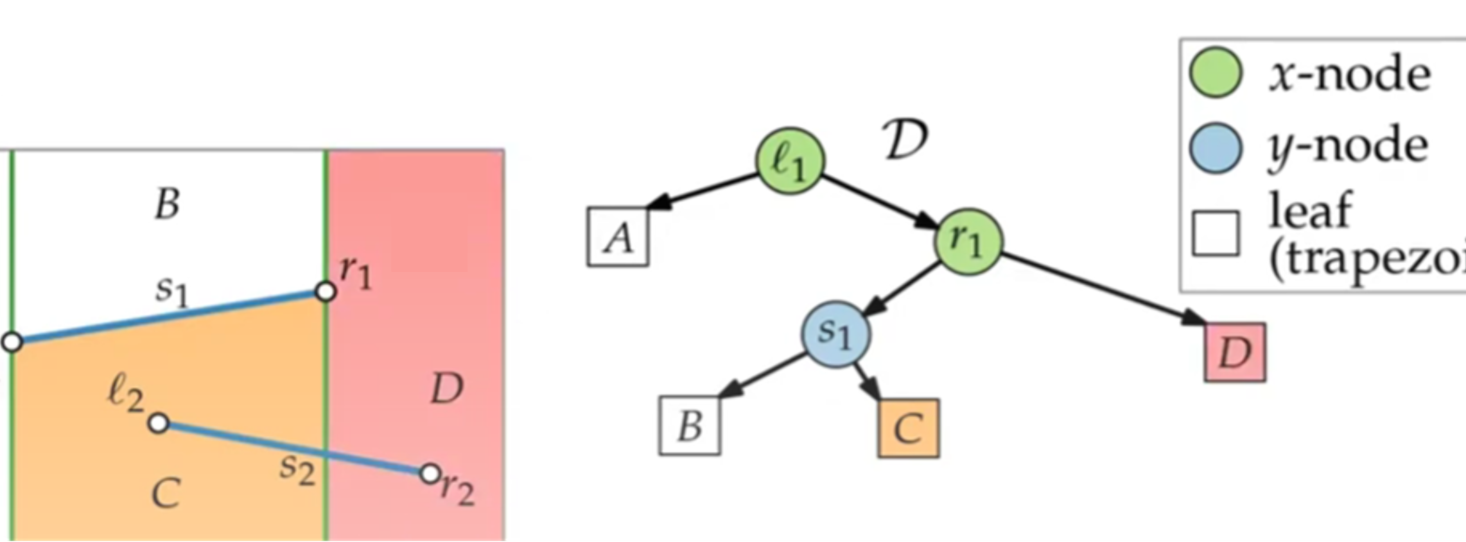 B
s₁
r₁
ℓ₂
D
s₂
C
r₂
𝒟
ℓ₁
A
r₁
s₁
D
B
C
x-node
y-node
leaf
(trapezoi